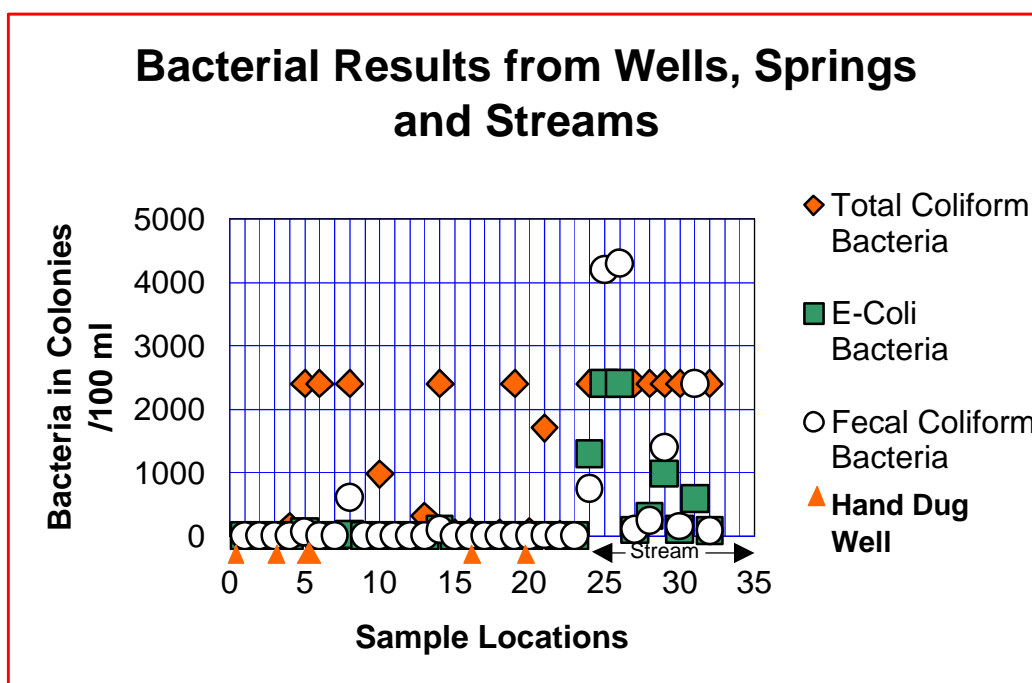 Bacterial Results from Wells, Springs
and Streams
Bacteria in Colonies
/100 ml
5000
4000
3000
2000
1000
0
0 5 10 15 20 25 30 35
Stream
Sample Locations
Total Coliform
Bacteria
E-Coli
Bacteria
Fecal Coliform
Bacteria
Hand Dug
Well